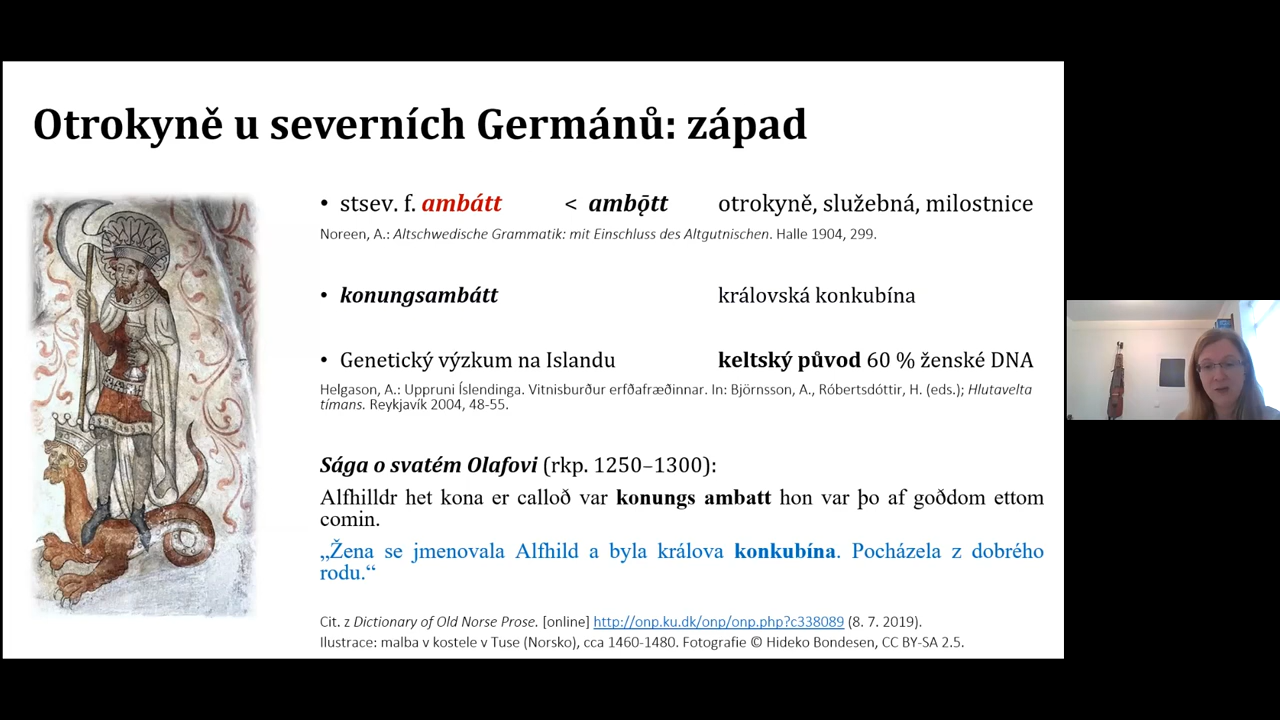 Otrokyně u severních Germánů: západ
• stsev. f. ambátt < ambǫ́tt otrokyně, služebná, milostnice
Noreen, A.: Altschwedische Grammatik: mit Einschluss des Altgutnischen. Halle 1904, 299.
• konungsambátt královská konkubína
• Genetický výzkum na Islandu keltský původ 60 % ženské DNA
Helgason, A.: Uppruni Íslendinga. Vitnisburður erfðafræðinnar. In: Björnsson, A., Róbertsdóttir, H. (eds.); Hlutavelta
tímans. Reykjavík 2004, 48-55.
Sága o svatém Olafovi (rkp. 1250–1300):
Alfhilldr het kona er calloð var konungs ambatt hon var þo af goðdom ettom
comin.
„Žena se jmenovala Alfhild a byla králova konkubína. Pocházela z dobrého
rodu.“
Cit. z Dictionary of Old Norse Prose. [online] http://onp.ku.dk/onp/onp.php?c338089 (8. 7. 2019).
Ilustrace: malba v kostele v Tuse (Norsko), cca 1460-1480. Fotografie © Hideko Bondesen, CC BY-SA 2.5.